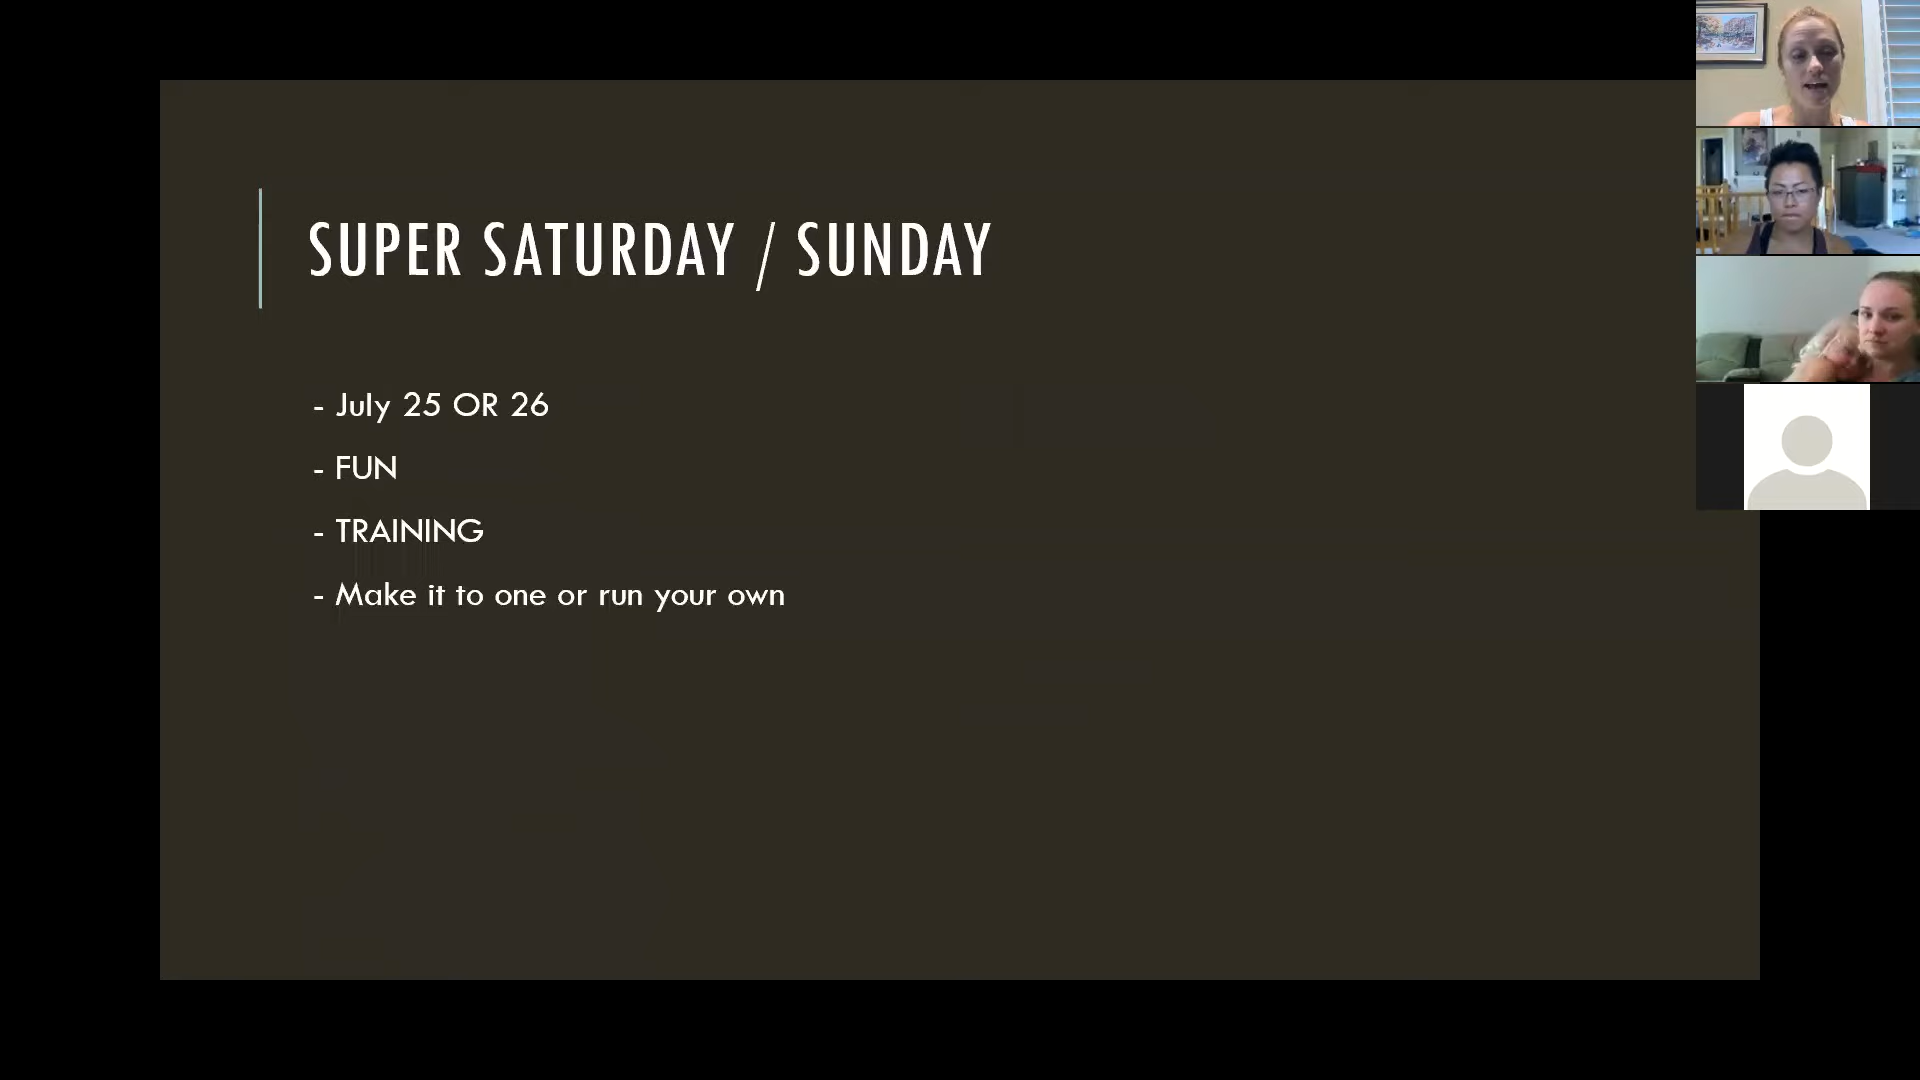 SUPER SATURDAY / SUNDAY
- July 25 OR 26
- FUN
- TRAINING
- Make it to one or run your own